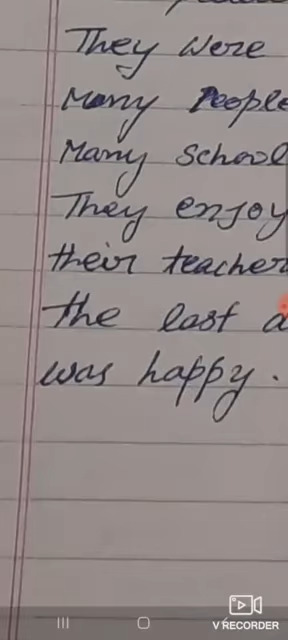 They were
Many People
Many School
They enjoy
their teacher
the last a
was happy.
V RECORDER